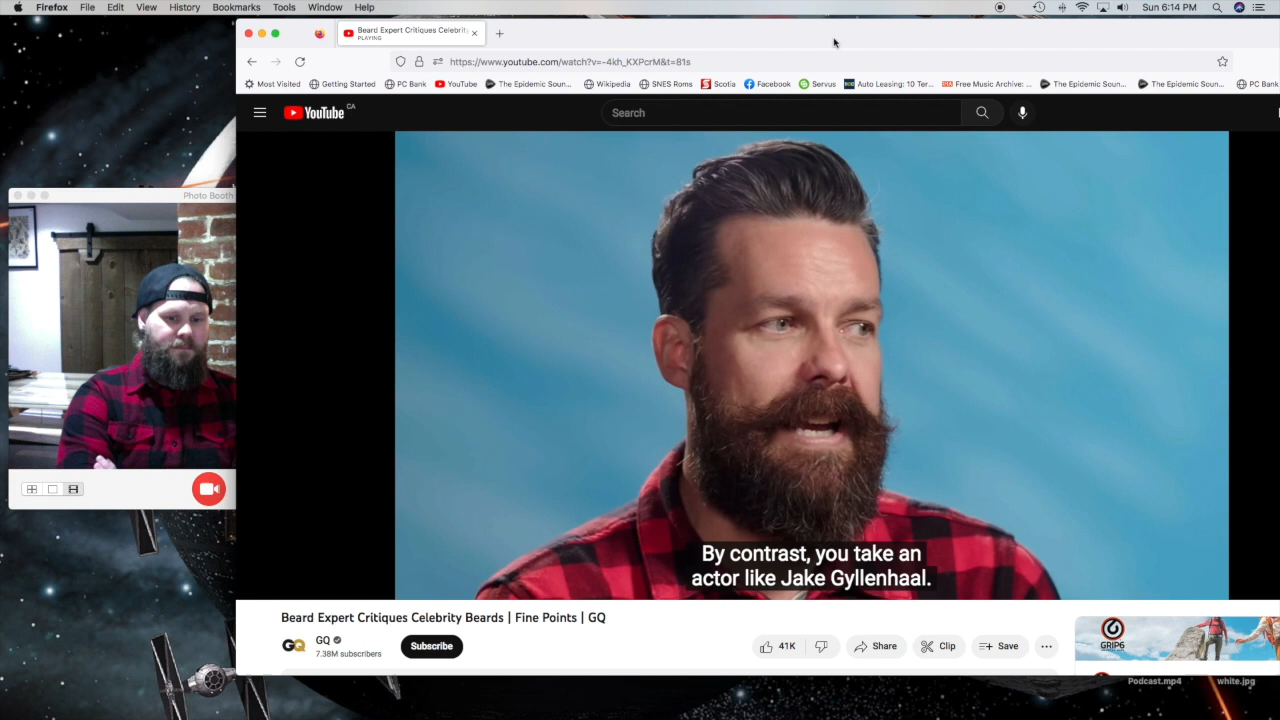 Firefox File Edit View History Bookmarks Tools Window Help
Sun 6:14 PM
Beard Expert Critiques Celebrity
PLAYING
https://www.youtube.com/watch?v=-4kh_KXPcrM&t=81s
Most Visited Getting Started PC Bank YouTube The Epidemic Soun... Wikipedia SNES Roms Scotia Facebook Servus Auto Leasing: 10 Ter... Free Music Archive: ... The Epidemic Soun... The Epidemic Soun... PC Bank
YouTube CA
Search
Photo Booth
By contrast, you take an
actor like Jake Gyllenhaal.
Beard Expert Critiques Celebrity Beards | Fine Points | GQ
GQ
GQ
7.38M subscribers
Subscribe
41K
Share
Clip
Save
GRIP6
Podcast.mp4
white.jpg